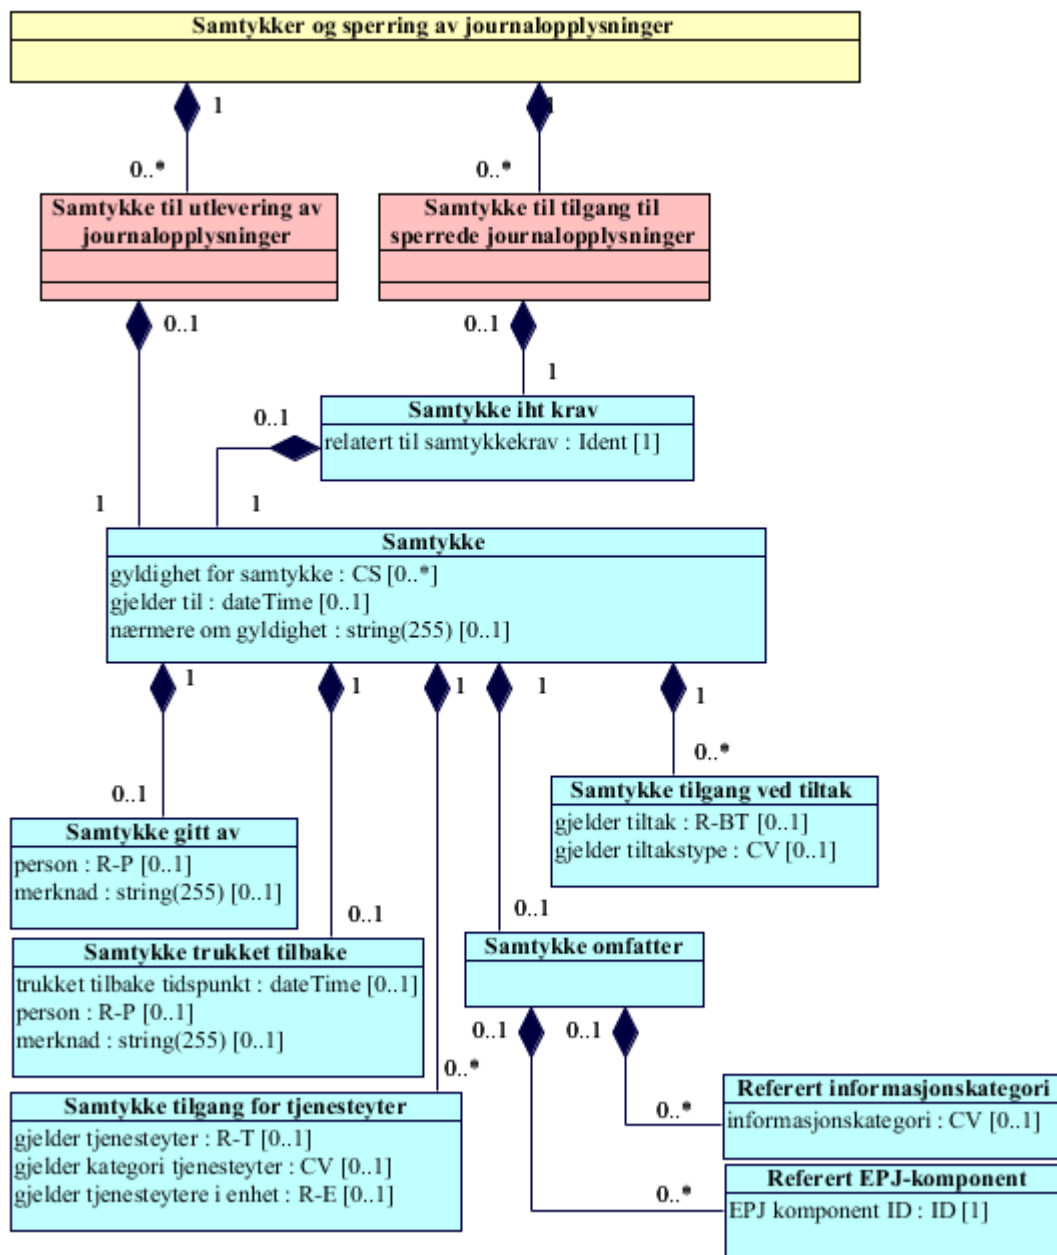 Samtykker og sperring av journalopplysninger
1
1
0..*
0..*
Samtykke til utlevering av
journalopplysninger
Samtykke til tilgang til
sperrede journalopplysninger
0..1
0..1
1
Samtykke iht krav
relatert til samtykkekrav : Ident [1]
0..1
1
1
Samtykke
gyldighet for samtykke : CS [0..*]
gjelder til : dateTime [0..1]
nærmere om gyldighet : string(255) [0..1]
1
1
1
1
1
0..*
0..1
Samtykke tilgang ved tiltak
gjelder tiltak : R-BT [0..1]
gjelder tiltakstype : CV [0..1]
Samtykke gitt av
person : R-P [0..1]
merknad : string(255) [0..1]
0..1
0..1
Samtykke trukket tilbake
trukket tilbake tidspunkt : dateTime [0..1]
person : R-P [0..1]
merknad : string(255) [0..1]
Samtykke omfatter
0..1
0..1
0..*
Samtykke tilgang for tjenesteyter
gjelder tjenesteyter : R-T [0..1]
gjelder kategori tjenesteyter : CV [0..1]
gjelder tjenesteytere i enhet : R-E [0..1]
0..*
Referert informasjonskategori
informasjonskategori : CV [0..1]
0..*
Referert EPJ-komponent
EPJ komponent ID : ID [1]